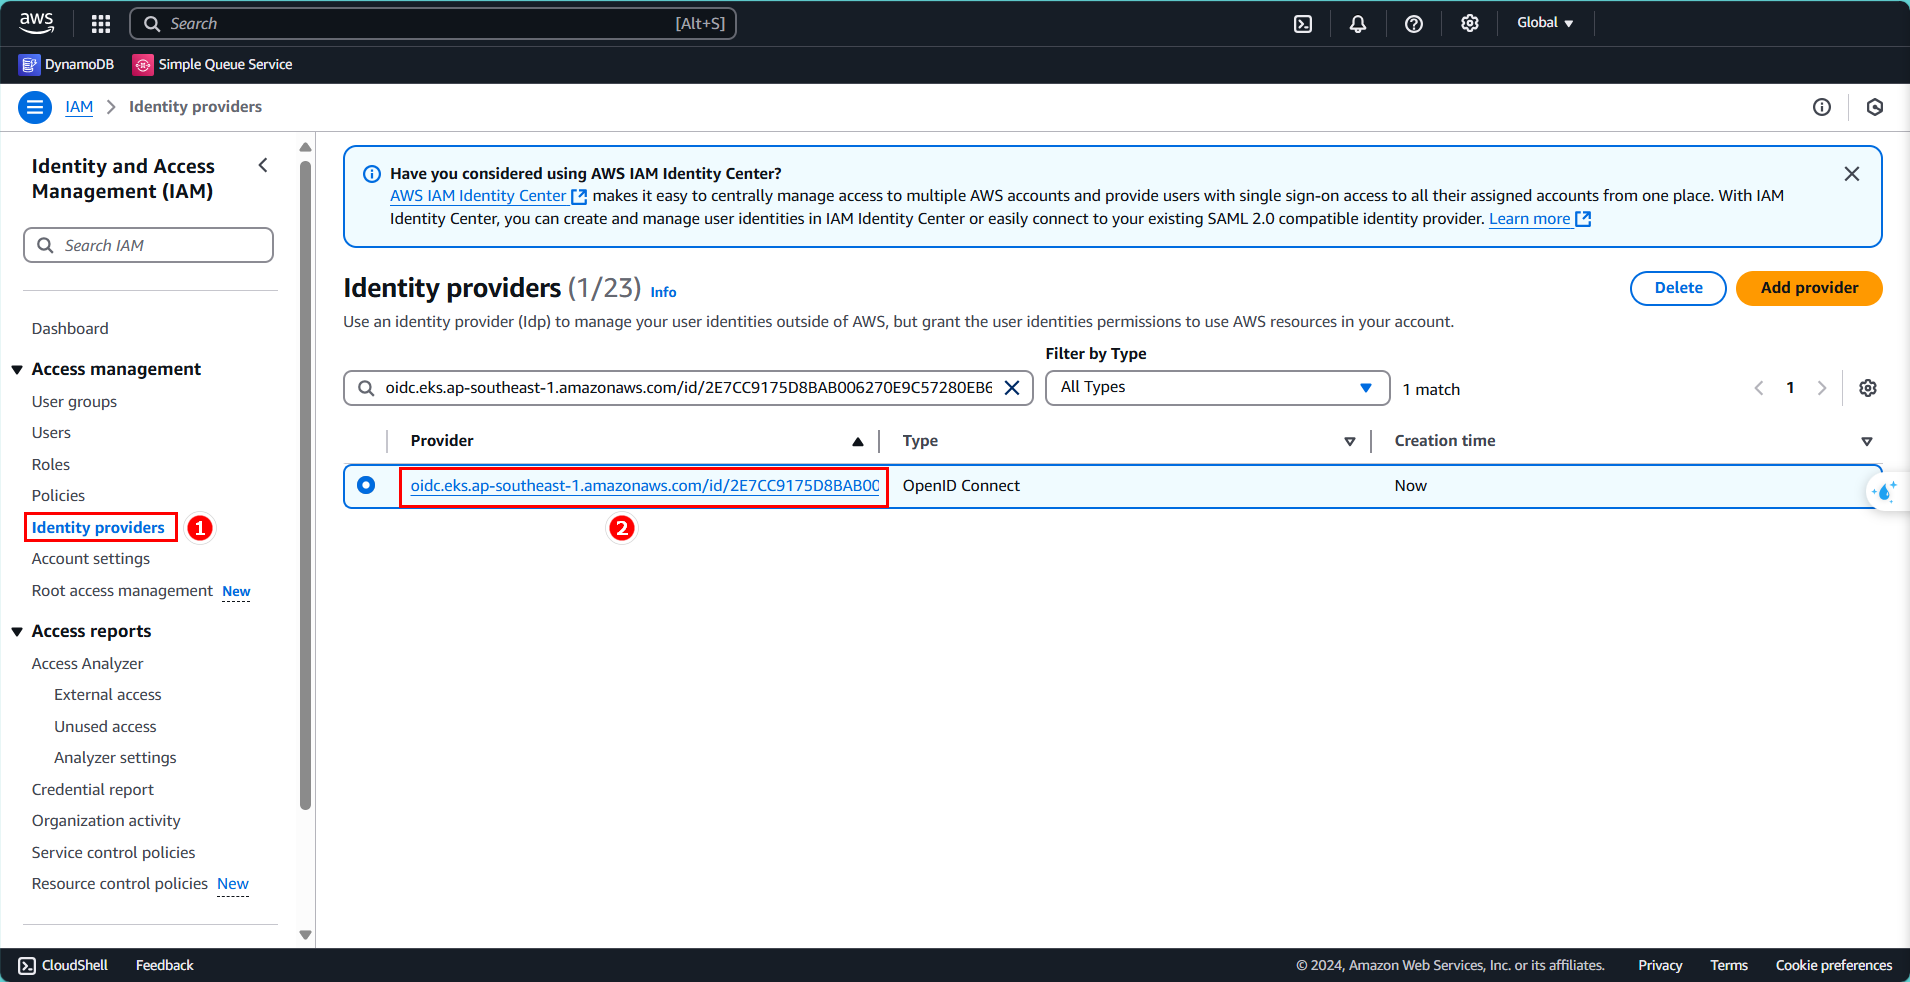 aws
Search [Alt+S]
Global
DynamoDB
Simple Queue Service
IAM
Identity providers
Identity and Access
Management (IAM)
Search IAM
Dashboard
Access management
User groups
Users
Roles
Policies
Identity providers
1
Account settings
Root access management New
Access reports
Access Analyzer
External access
Unused access
Analyzer settings
Credential report
Organization activity
Service control policies
Resource control policies New
Have you considered using AWS IAM Identity Center?
AWS IAM Identity Center makes it easy to centrally manage access to multiple AWS accounts and provide users with single sign-on access to all their assigned accounts from one place. With IAM
Identity Center, you can create and manage user identities in IAM Identity Center or easily connect to your existing SAML 2.0 compatible identity provider. Learn more
Identity providers (1/23) Info
Delete
Add provider
Use an identity provider (Idp) to manage your user identities outside of AWS, but grant the user identities permissions to use AWS resources in your account.
Filter by Type
oidc.eks.ap-southeast-1.amazonaws.com/id/2E7CC9175D8BAB006270E9C57280EB6
All Types
1 match
1
Provider
Type
Creation time
oidc.eks.ap-southeast-1.amazonaws.com/id/2E7CC9175D8BAB00
OpenID Connect
Now
2
CloudShell
Feedback
© 2024, Amazon Web Services, Inc. or its affiliates.
Privacy
Terms
Cookie preferences